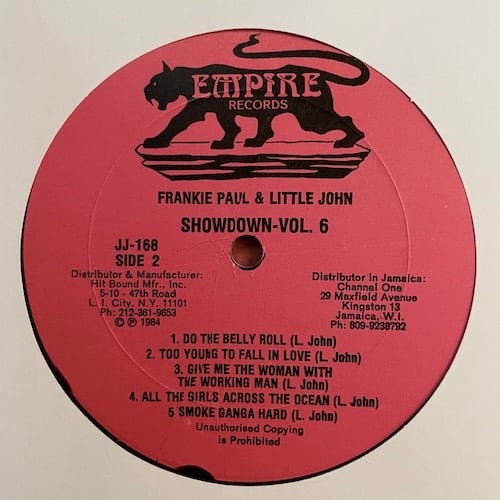 EMPIRE
RECORDS
FRANKIE PAUL & LITTLE JOHN
SHOWDOWN-VOL. 6
JJ-168
SIDE 2
Distributor & Manufacturer:
Hit Bound Mfr., Inc.
5-10 - 47th Road
L. I. City, N.Y. 11101
Ph: 212-361-9653
© ℗ 1984
Distributor in Jamaica:
Channel One
29 Maxfield Avenue
Kingston 13
Jamaica, W.I.
Ph: 809-9238792
1. DO THE BELLY ROLL (L. John)
2. TOO YOUNG TO FALL IN LOVE (L. John)
3. GIVE ME THE WOMAN WITH
THE WORKING MAN (L. John)
4. ALL THE GIRLS ACROSS THE OCEAN (L. John)
5 SMOKE GANGA HARD (L. John)
Unauthorised Copying
is Prohibited